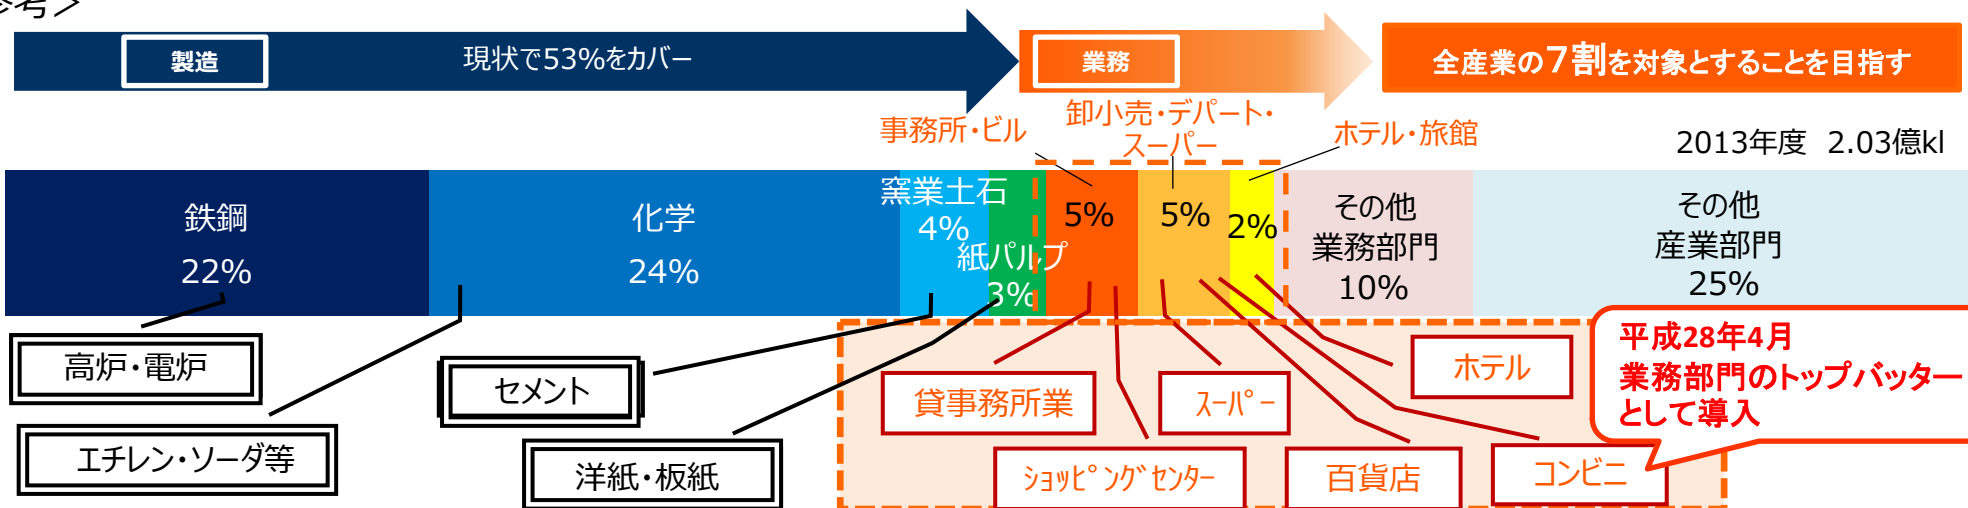 参考＞
製造
現状で53%をカバー
業務
全産業の７割を対象とすることを目指す
事務所・ビル
卸小売・デパート・
スーパー
ホテル・旅館
2013年度 2.03億kl
鉄鋼
22%
化学
24%
窯業土石
4%
紙パルプ
3%
5%
5%
2%
その他
業務部門
10%
その他
産業部門
25%
高炉・電炉
エチレン・ソーダ等
セメント
洋紙・板紙
貸事務所業
ショッピングセンター
スーパー
百貨店
ホテル
コンビニ
平成28年4月
業務部門のトップバッター
として導入